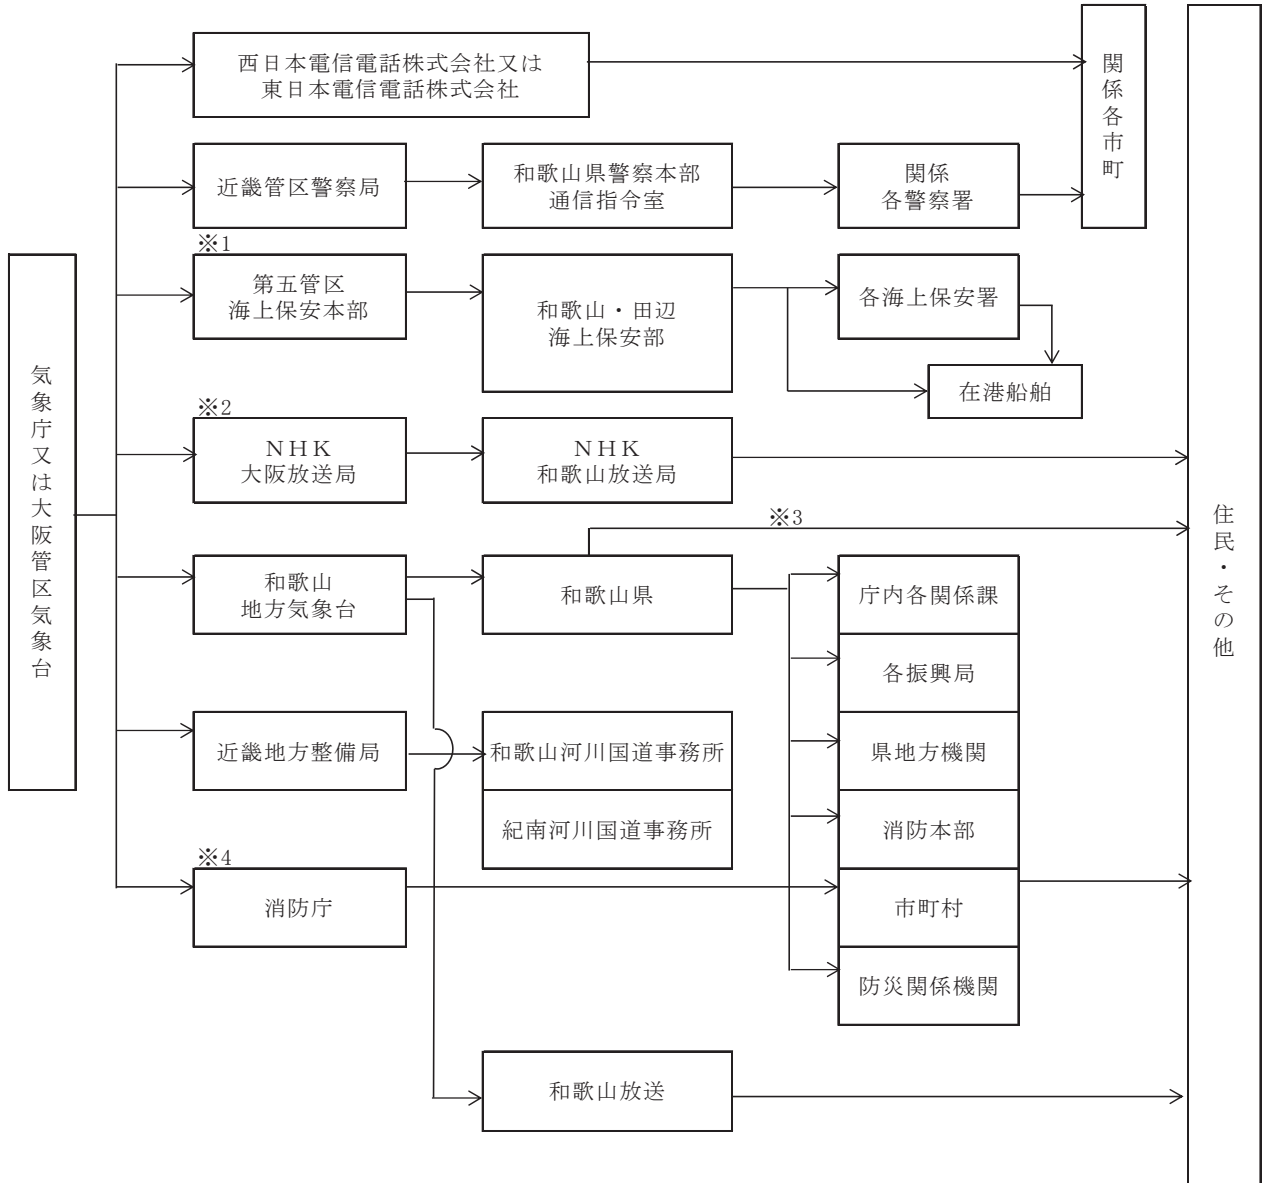 西日本電信電話株式会社又は
東日本電信電話株式会社
関係各市町
近畿管区警察局
和歌山県警察本部
通信指令室
関係
各警察署
※1
第五管区
海上保安本部
和歌山・田辺
海上保安部
各海上保安署
在港船舶
気象庁又は大阪管区気象台
※2
NHK
大阪放送局
NHK
和歌山放送局
※3
住民・その他
和歌山
地方気象台
和歌山県
庁内各関係課
各振興局
近畿地方整備局
和歌山河川国道事務所
県地方機関
紀南河川国道事務所
消防本部
※4
消防庁
市町村
防災関係機関
和歌山放送